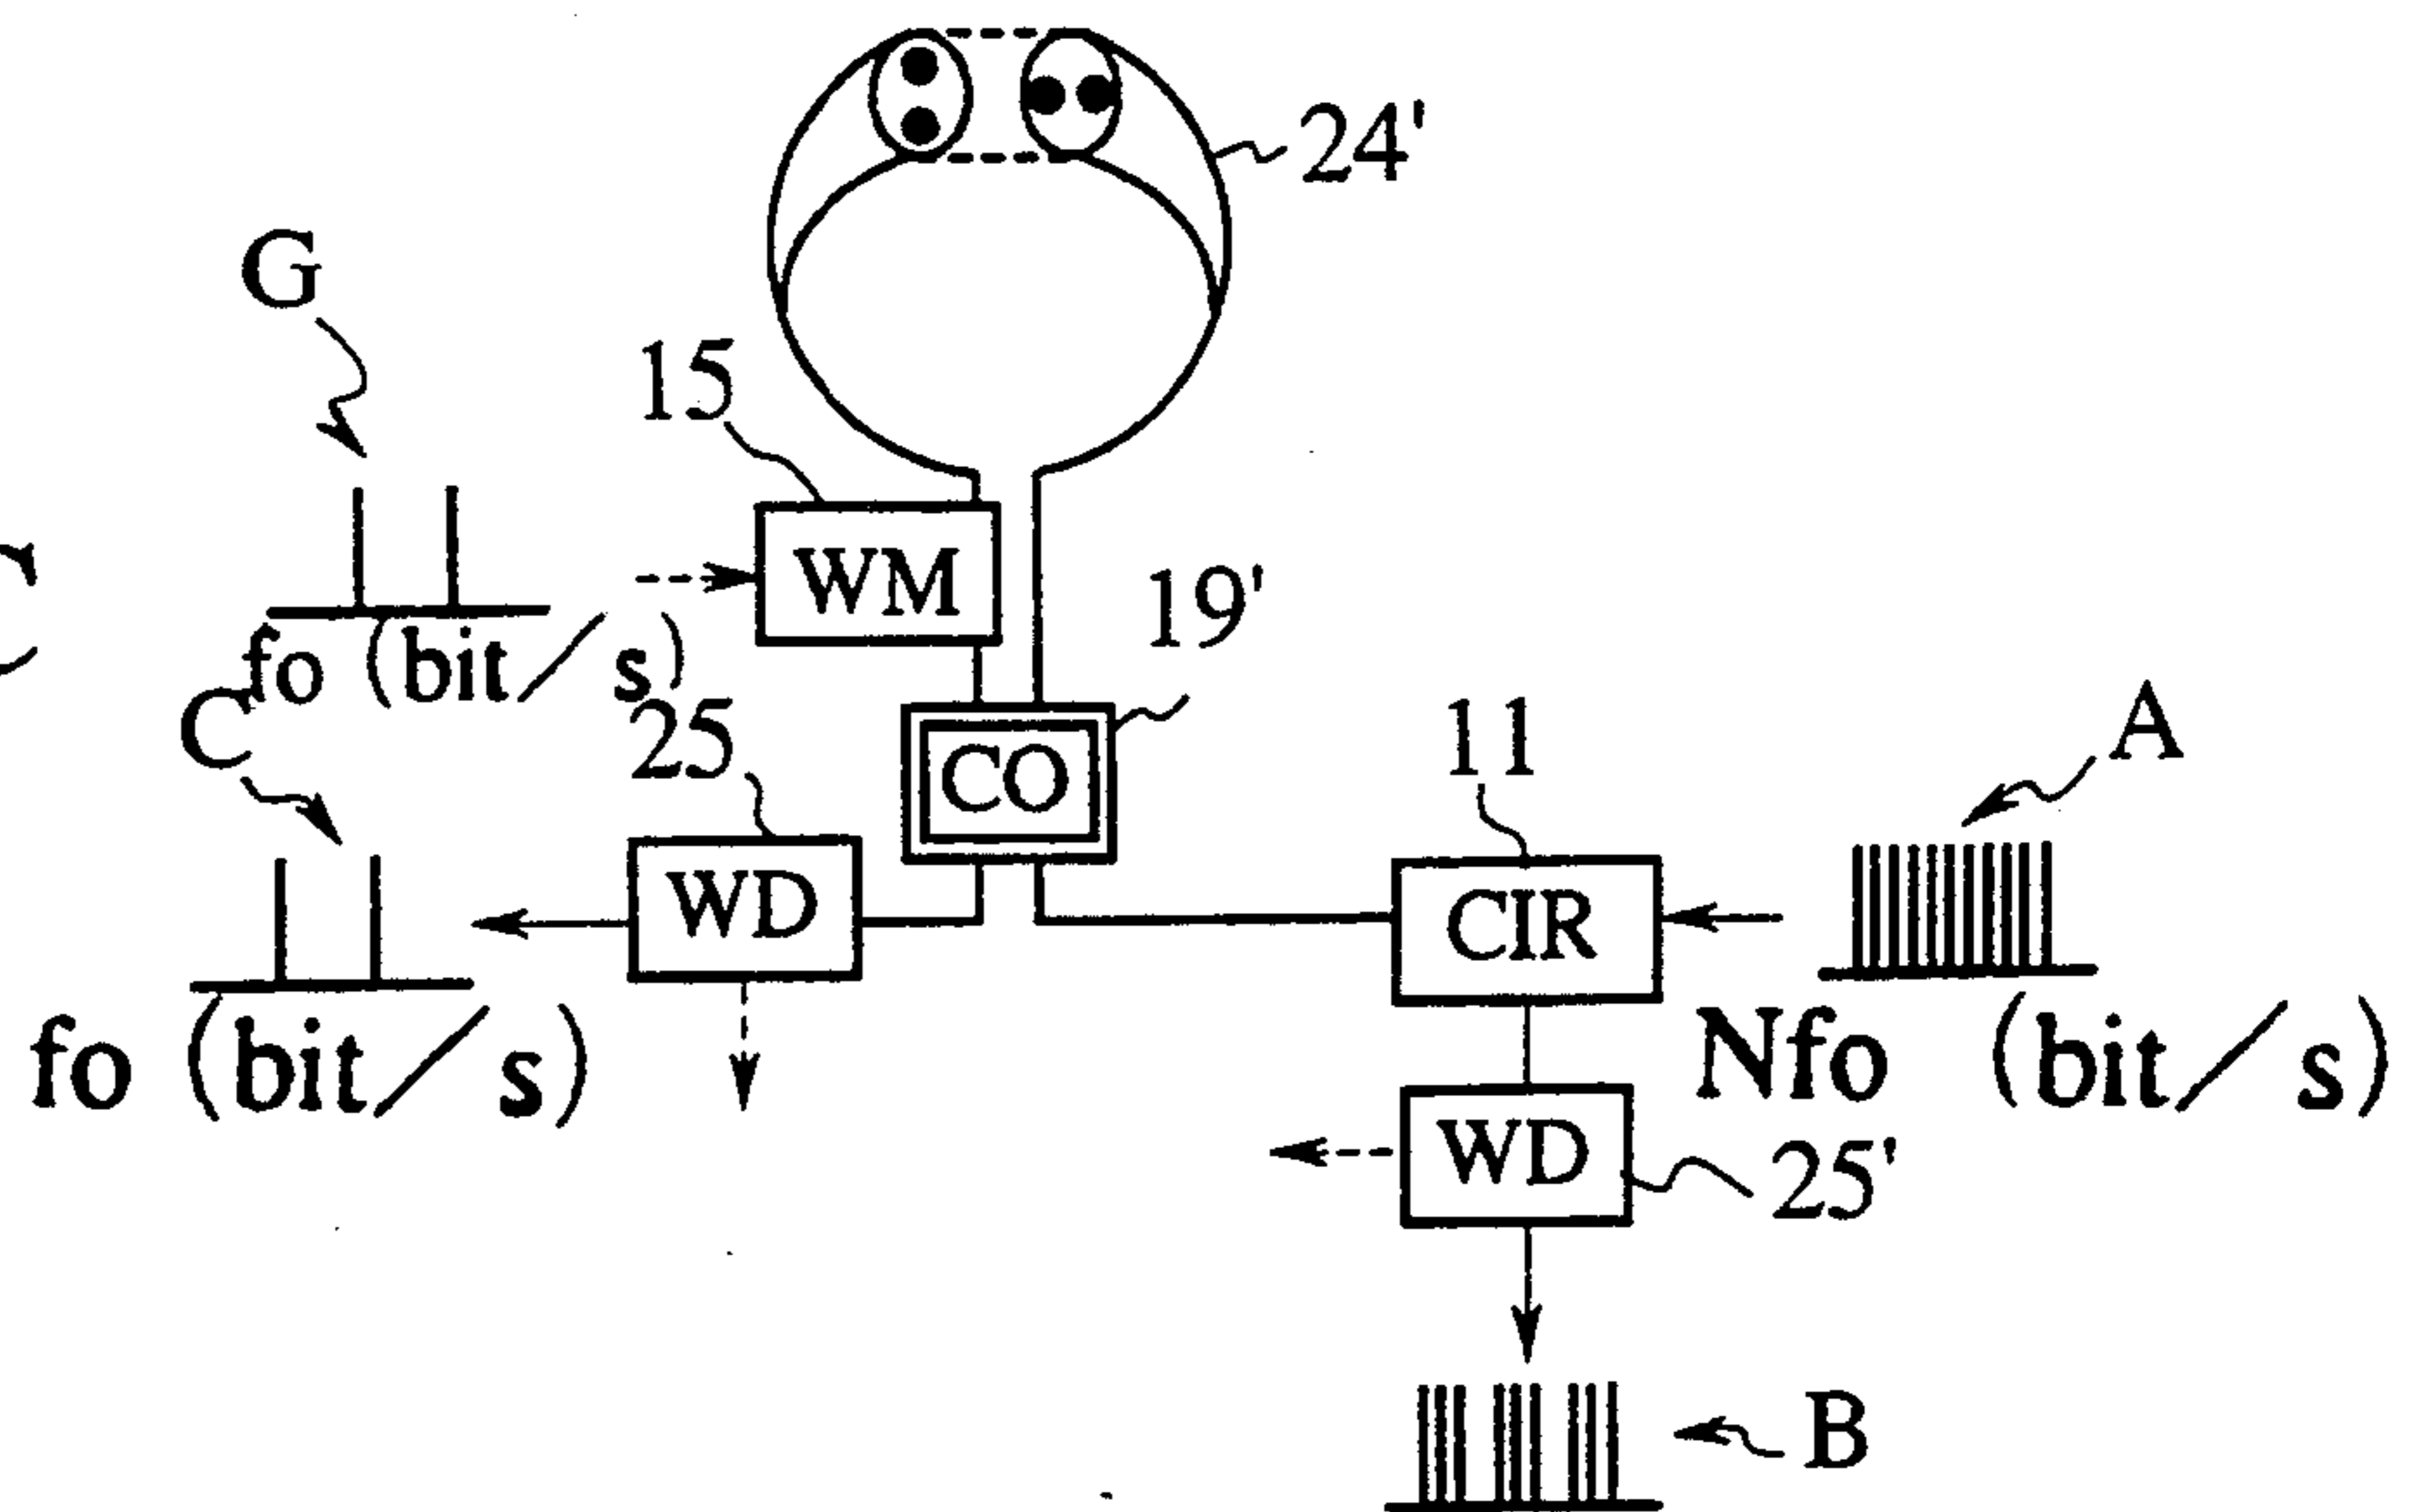 24'
G
15
WM
19'
fo (bit/s)
C
25
CO
11
A
WD
CIR
fo (bit/s)
Nfo (bit/s)
WD
25'
B